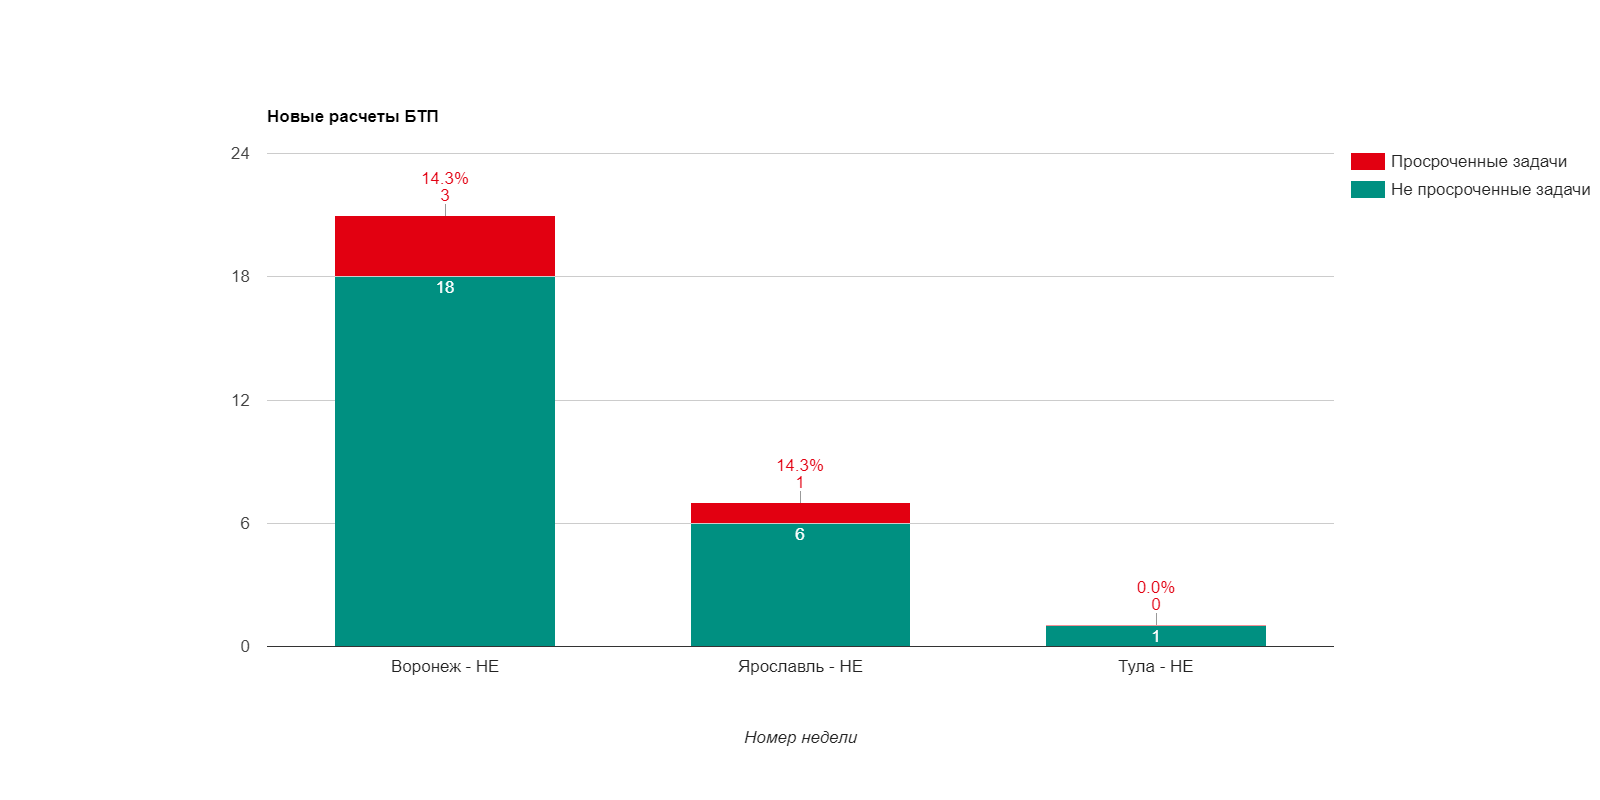 Новые расчеты БТП
24
18
12
6
0
14.3%
3
18
14.3%
1
6
0.0%
0
1
Воронеж - НЕ
Ярославль - НЕ
Тула - НЕ
Номер недели
Просроченные задачи
Не просроченные задачи